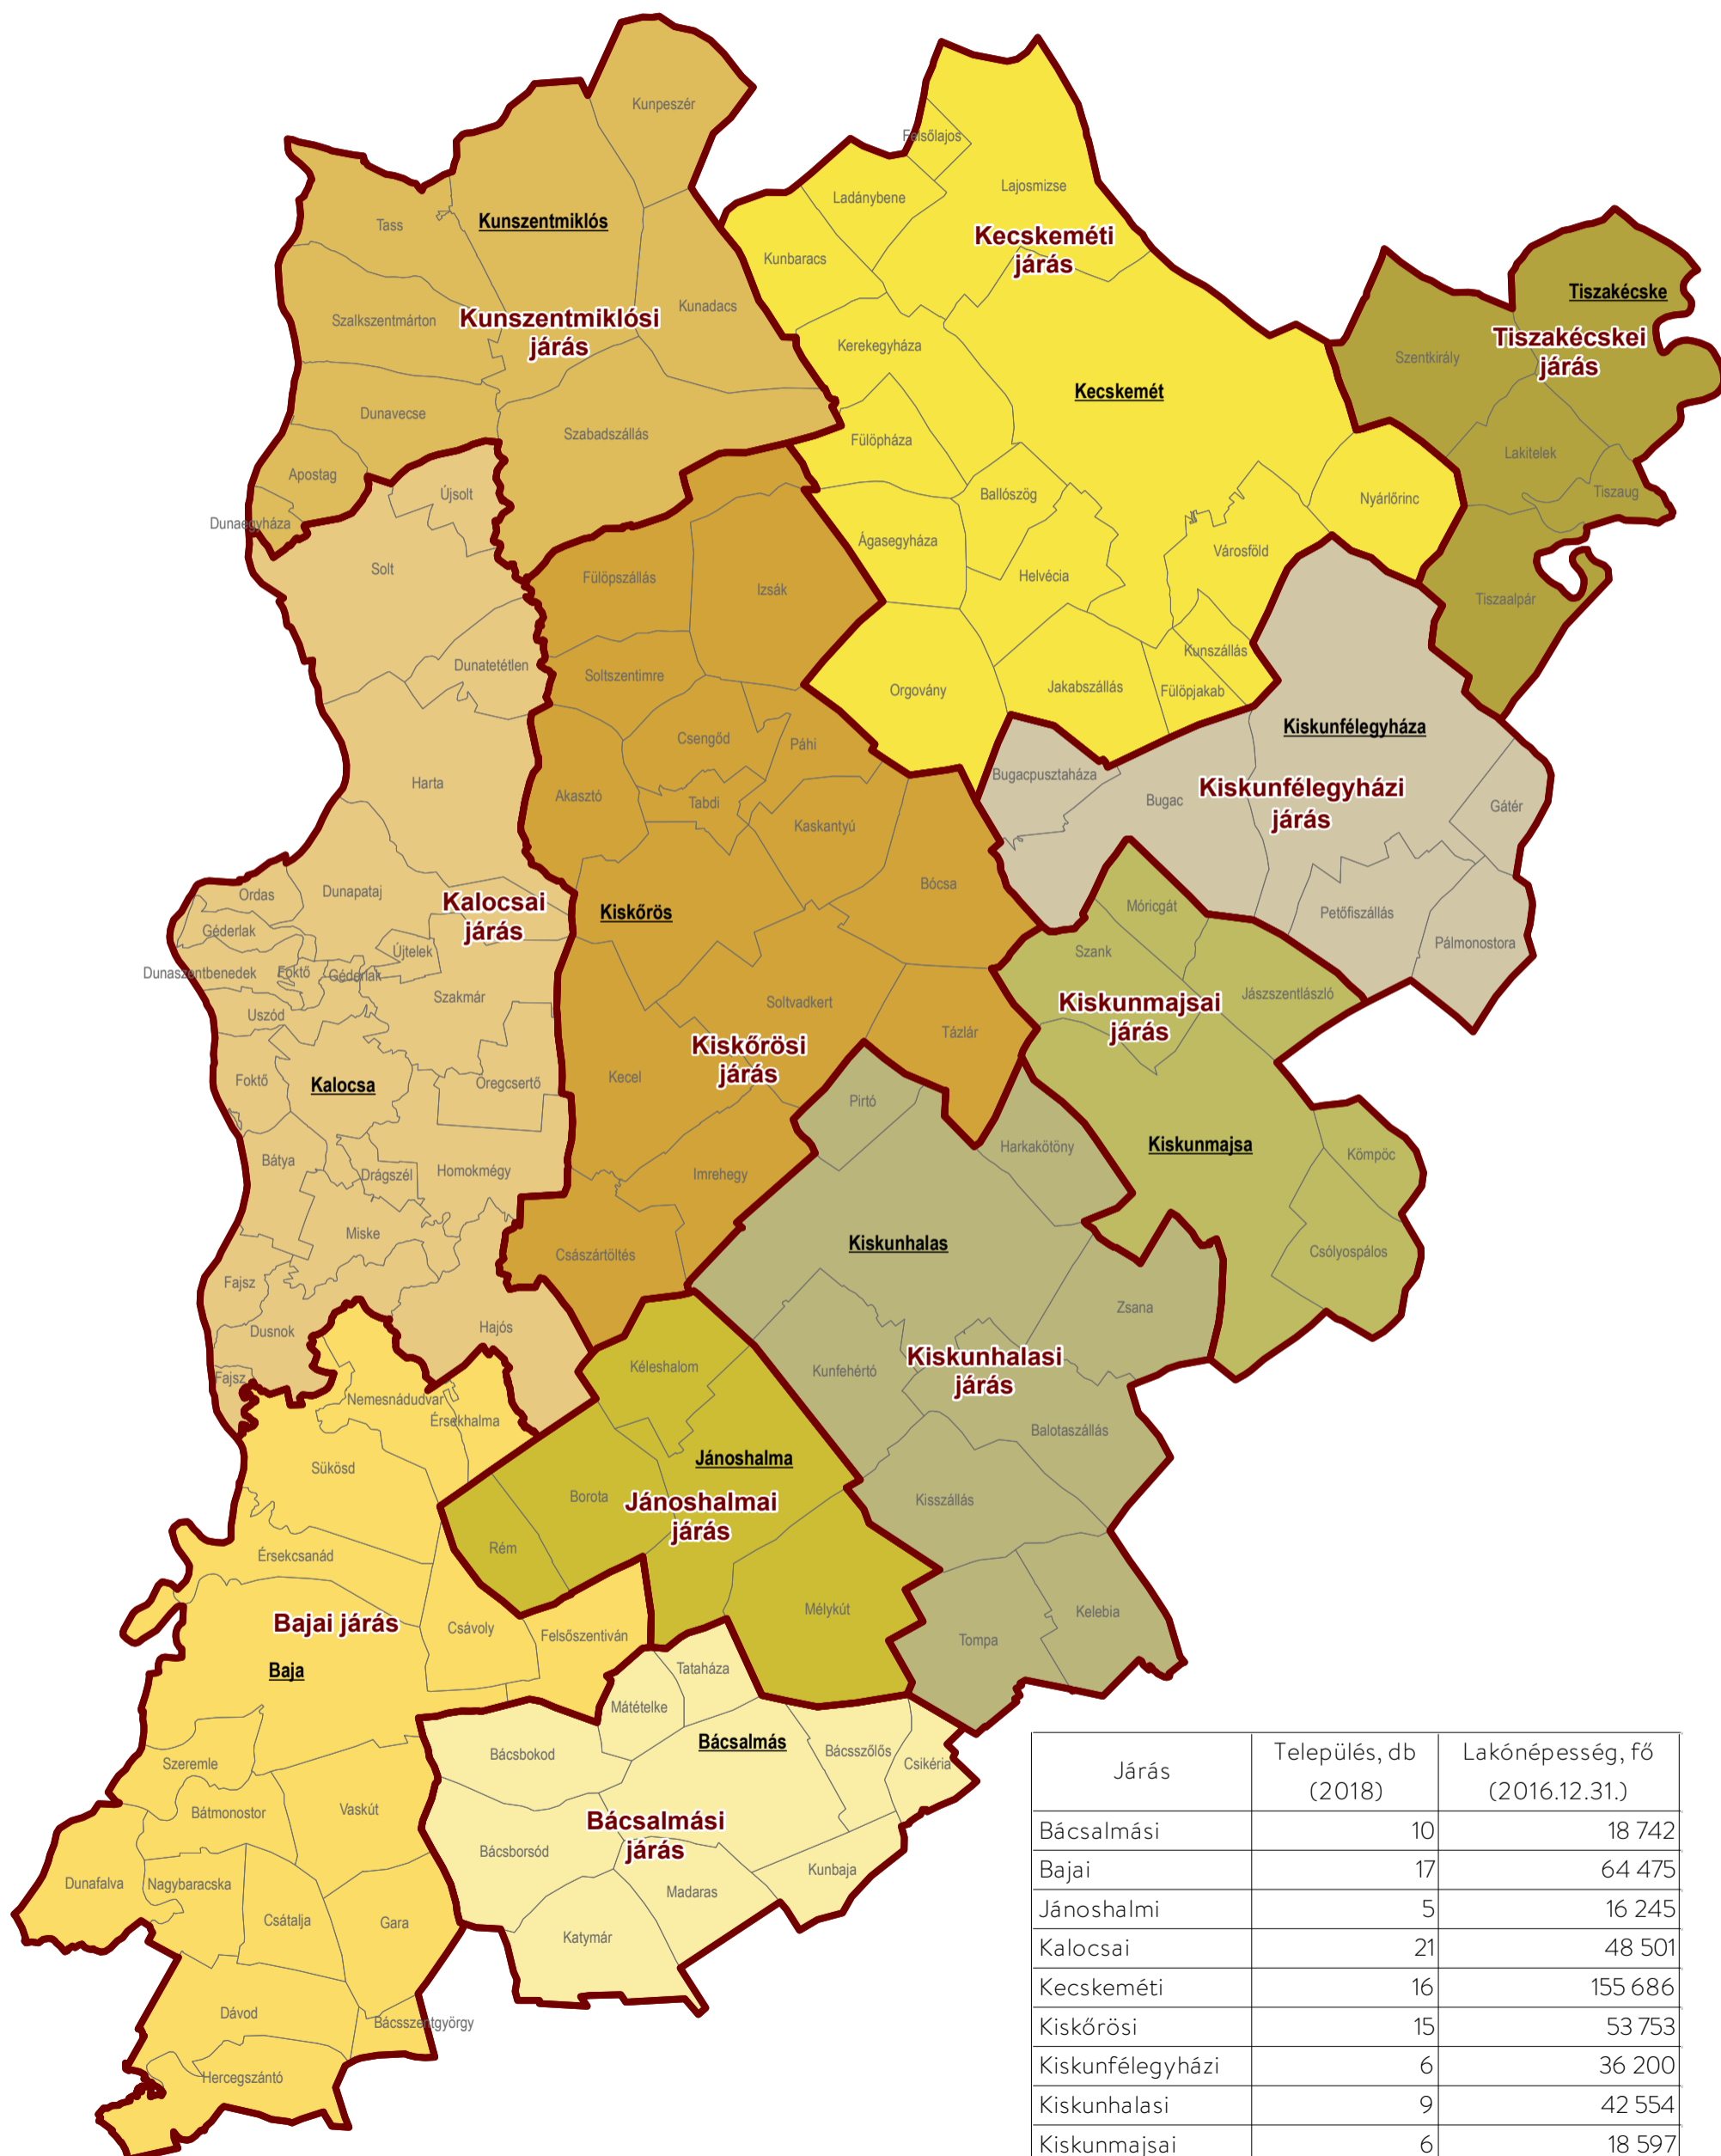 Kunpeszér
Felsőlajos
Lajosmizse
Ladánybene
Tass
Kunszentmiklós
Kecskeméti
járás
Kunbaracs
Tiszakécske
Kunadacs
Szalkszentmárton
Kunszentmiklósi
járás
Tiszakécskei
járás
Kerekegyháza
Szentkirály
Kecskemét
Dunavecse
Szabadszállás
Fülöpháza
Lakitelek
Apostag
Újsolt
Ballószög
Tiszaug
Nyárlőrinc
Dunaegyháza
Ágasegyháza
Városföld
Solt
Fülöpszállás
Izsák
Helvécia
Tiszaalpár
Dunatetétlen
Soltszentimre
Kunszállás
Orgovány
Jakabszállás
Fülöpjakab
Kiskunfélegyháza
Csengőd
Páhi
Bugacpusztaháza
Harta
Akasztó
Tabdi
Bugac
Kiskunfélegyházi
járás
Gátér
Kaskantyú
Bócsa
Ordas
Dunapataj
Kalocsai
járás
Kiskőrös
Móricgát
Petőfiszállás
Géderlak
Pálmonostora
Újtelek
Szank
Dunaszentbenedek
Foktő
Géderlak
Szakmár
Jászszentlászló
Kiskunmajsai
járás
Soltvadkert
Uszód
Tázlár
Kiskőrösi
járás
Foktő
Kalocsa
Öregcsertő
Kecel
Pirtó
Harkakötöny
Kiskunmajsa
Kömpöc
Bátya
Drágszél
Homokmégy
Imrehegy
Miske
Császártöltés
Kiskunhalas
Csólyospálos
Fajsz
Zsana
Dusnok
Hajós
Kéleshalom
Kunfehértó
Kiskunhalasi
járás
Fajsz
Nemesnádudvar
Érsekhalma
Balotaszállás
Sükösd
Jánoshalma
Borota
Jánoshalmai
járás
Kisszállás
Rém
Érsekcsanád
Mélykút
Kelebia
Bajai járás
Csávoly
Felsőszentiván
Tompa
Baja
Tataháza
Mátételke
Bácsalmás
Bácsbokod
Bácsszőlős
Csikéria
Szeremle
Bátmonostor
Vaskút
Bácsalmási
járás
Bácsborsód
Kunbaja
Dunafalva
Nagybaracska
Madaras
Csátalja
Gara
Katymár
Dávod
Bácsszentgyörgy
Hercegszántó
Járás Település, db (2018) Lakónépesség, fő (2016.12.31.)
Bácsalmási 10 18 742
Bajai 17 64 475
Jánoshalmi 5 16 245
Kalocsai 21 48 501
Kecskeméti 16 155 686
Kiskőrösi 15 53 753
Kiskunfélegyházi 6 36 200
Kiskunhalasi 9 42 554
Kiskunmajsai 6 18 597